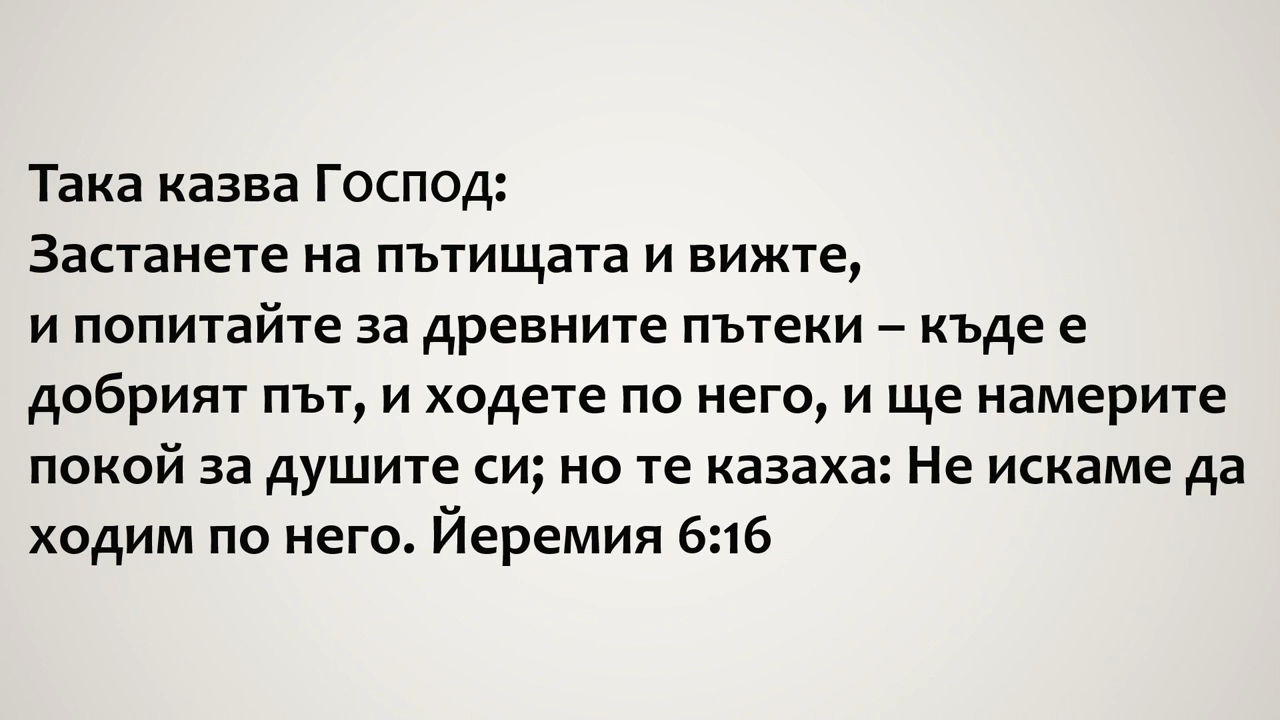 Така казва Господ:
Застанете на пътищата и вижте,
и попитайте за древните пътеки – къде е
добрият път, и ходете по него, и ще намерите
покой за душите си; но те казаха: Не искаме да
ходим по него. Йеремия 6:16